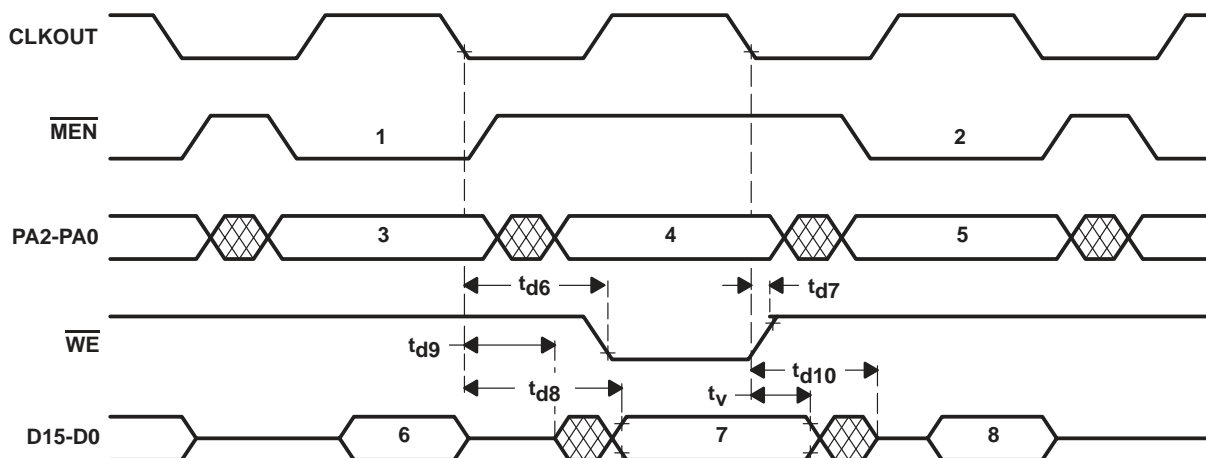 CLKOUT
MEN
1
2
PA2-PA0
3
4
5
td6
td7
WE
td9
td10
td8
tv
D15-D0
6
7
8